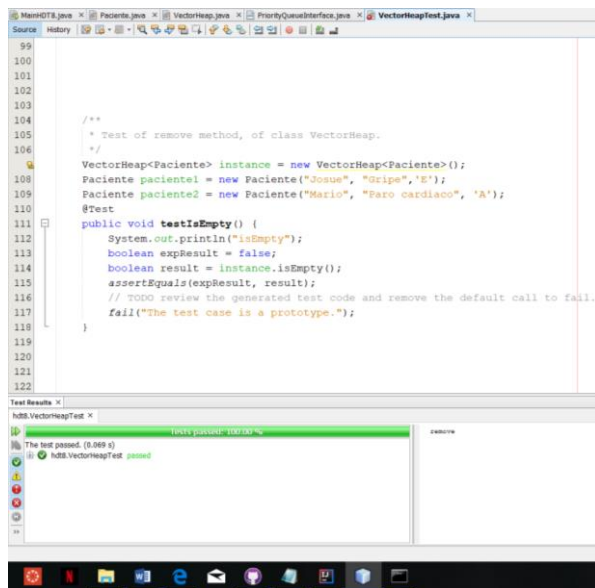 MainHDT8.java × Paciente.java × VectorHeap.java × PriorityQueueInterface.java × VectorHeapTest.java ×
Source History
99
100
101
102
103
104 /**
105 * Test of remove method, of class VectorHeap.
106 */
VectorHeap<Paciente> instance = new VectorHeap<Paciente>();
108 Paciente paciente1 = new Paciente("Josue", "Gripe",'E');
109 Paciente paciente2 = new Paciente("Mario", "Paro cardiaco", 'A');
110 @Test
111 public void testIsEmpty() {
112 System.out.println("isEmpty");
113 boolean expResult = false;
114 boolean result = instance.isEmpty();
115 assertEquals(expResult, result);
116 // TODO review the generated test code and remove the default call to fail.
117 fail("The test case is a prototype.");
118 }
119
120
121
122
Test Results ×
hdt8.VectorHeapTest ×
Tests passed: 100.00 %
remove
The test passed. (0.069 s)
hdt8.VectorHeapTest passed